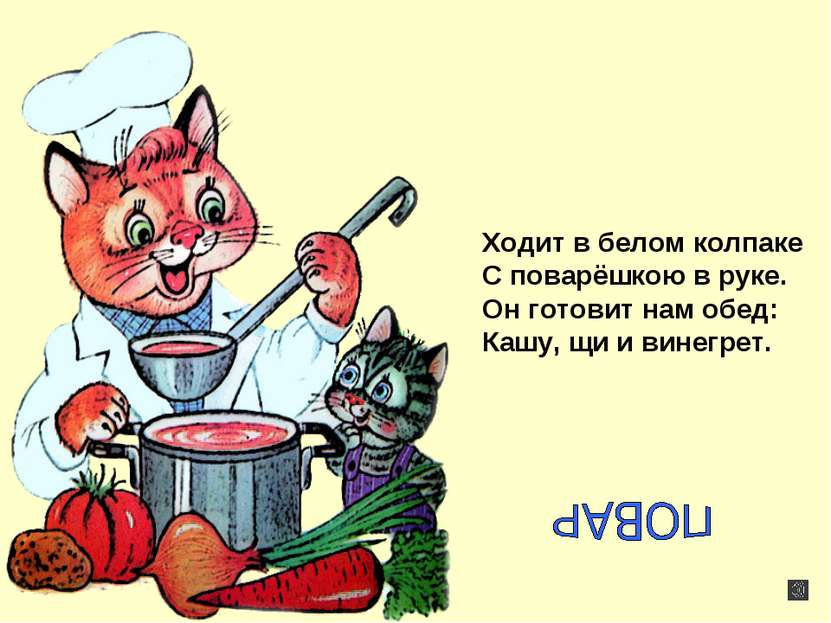 Ходит в белом колпаке
С поварёшкою в руке.
Он готовит нам обед:
Кашу, щи и винегрет.
ПОВАР